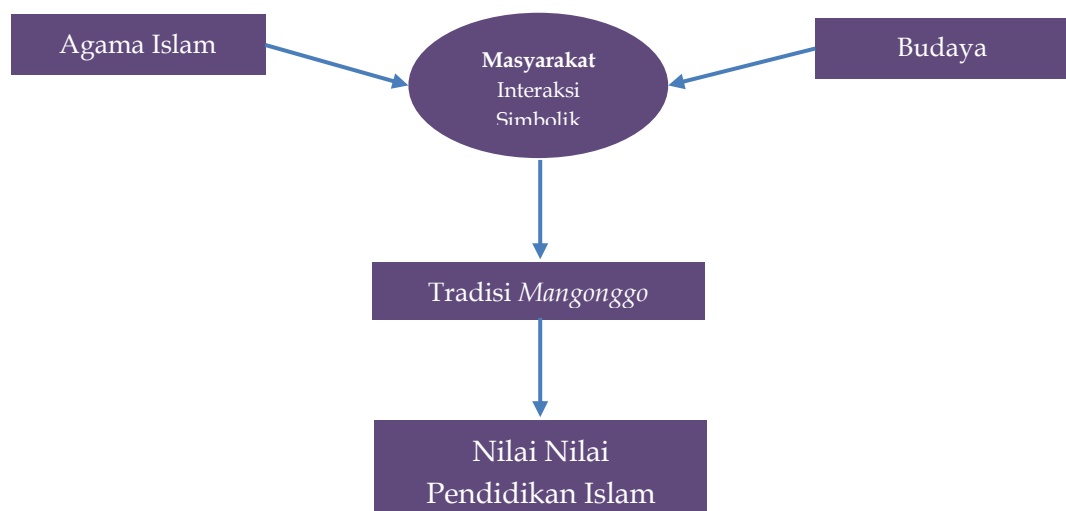 Agama Islam
Masyarakat
Interaksi
Simbolik
Budaya
Tradisi Mangonggo
Nilai Nilai
Pendidikan Islam